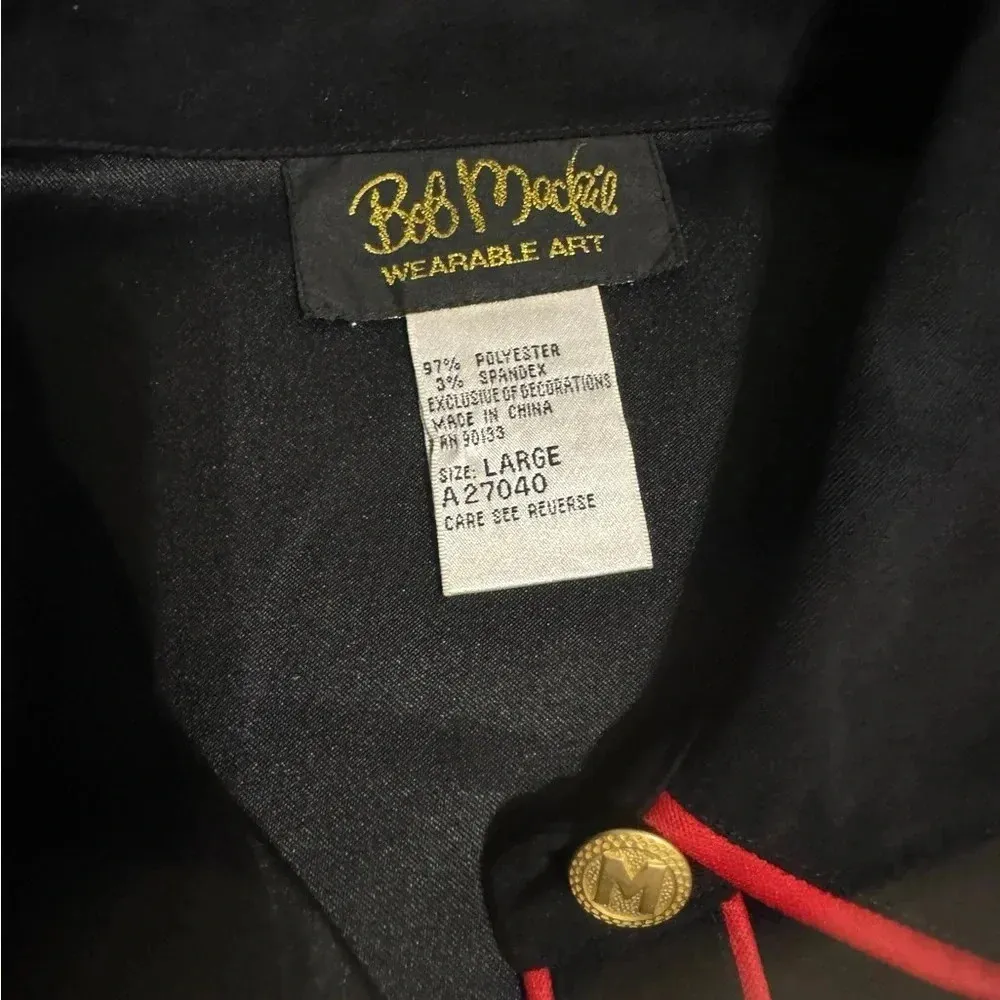 Bob Mackie
WEARABLE ART
97% POLYESTER
3% SPANDEX
EXCLUSIVE OF DECORATIONS
MADE IN CHINA
RN 90133
SIZE: LARGE
A27040
CARE SEE REVERSE
M